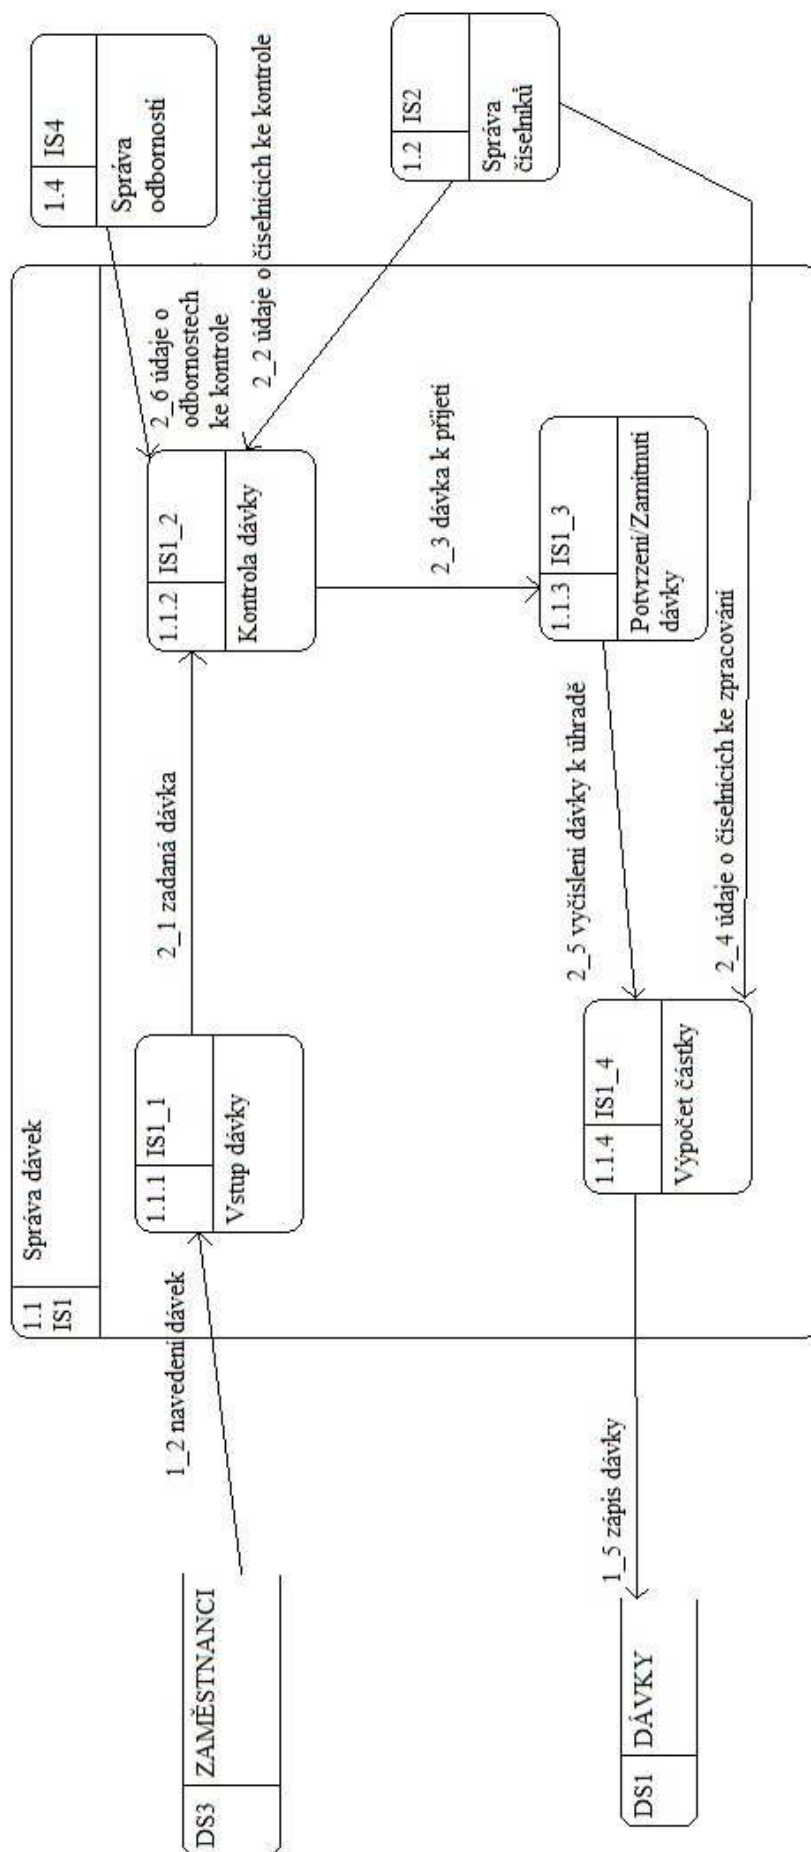 1.1
IS1
Správa dávek
1.4
IS4
Správa
odborností
1.2
IS2
Správa
číselníků
2_6 údaje o
odbornostech
ke kontrole
2_2 údaje o číselnících ke kontrole
DS3
ZAMĚSTNANCI
1_2 navedení dávek
1.1.1
IS1_1
Vstup dávky
2_1 zadaná dávka
1.1.2
IS1_2
Kontrola dávky
2_3 dávka k přijetí
1.1.3
IS1_3
Potvrzení/Zamítnutí
dávky
2_5 vyčíslení dávky k úhradě
2_4 údaje o číselnících ke zpracování
1.1.4
IS1_4
Výpočet částky
1_5 zápis dávky
DS1
DÁVKY